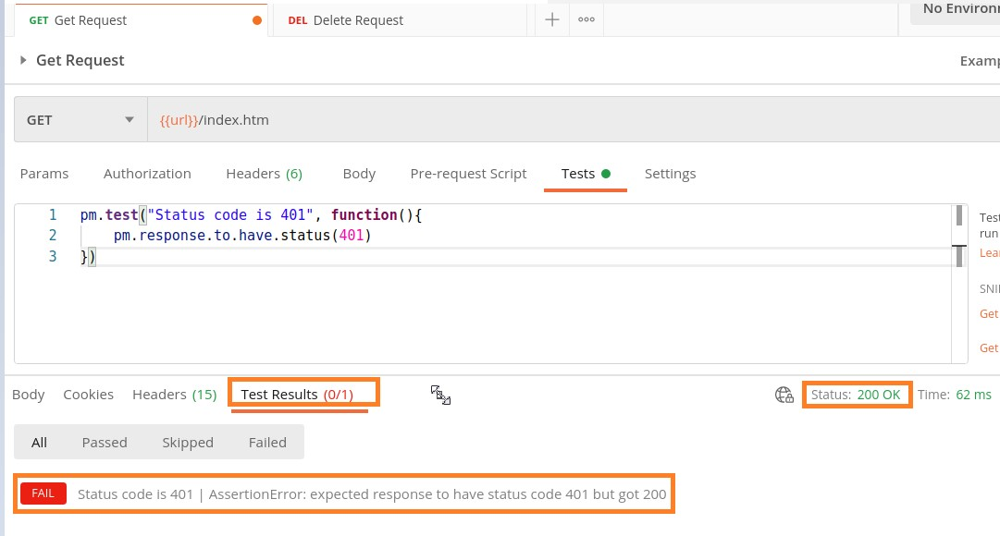 GET Get Request DEL Delete Request No Environ
Get Request Examp
GET {{url}}/index.htm
Params Authorization Headers (6) Body Pre-request Script Tests Settings
1 pm.test("Status code is 401", function(){
2 pm.response.to.have.status(401)
3 })
Test
run
Lear
SNI
Get
Get
Body Cookies Headers (15) Test Results (0/1) Status: 200 OK Time: 62 ms
All Passed Skipped Failed
FAIL Status code is 401 | AssertionError: expected response to have status code 401 but got 200